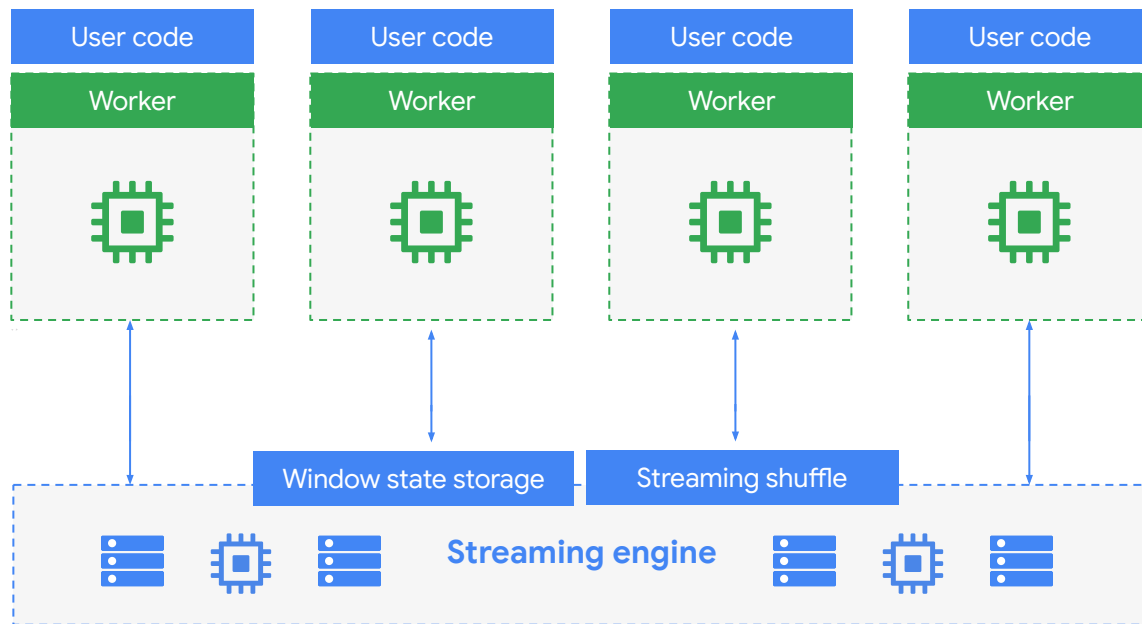 User code
User code
User code
User code
Worker
Worker
Worker
Worker
Window state storage
Streaming shuffle
Streaming engine